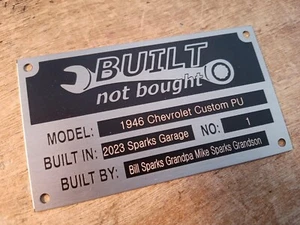 BUILT
not bought
MODEL: 1946 Chevrolet Custom PU
BUILT IN: 2023 Sparks Garage NO: 1
BUILT BY: Bill Sparks Grandpa Mike Sparks Grandson